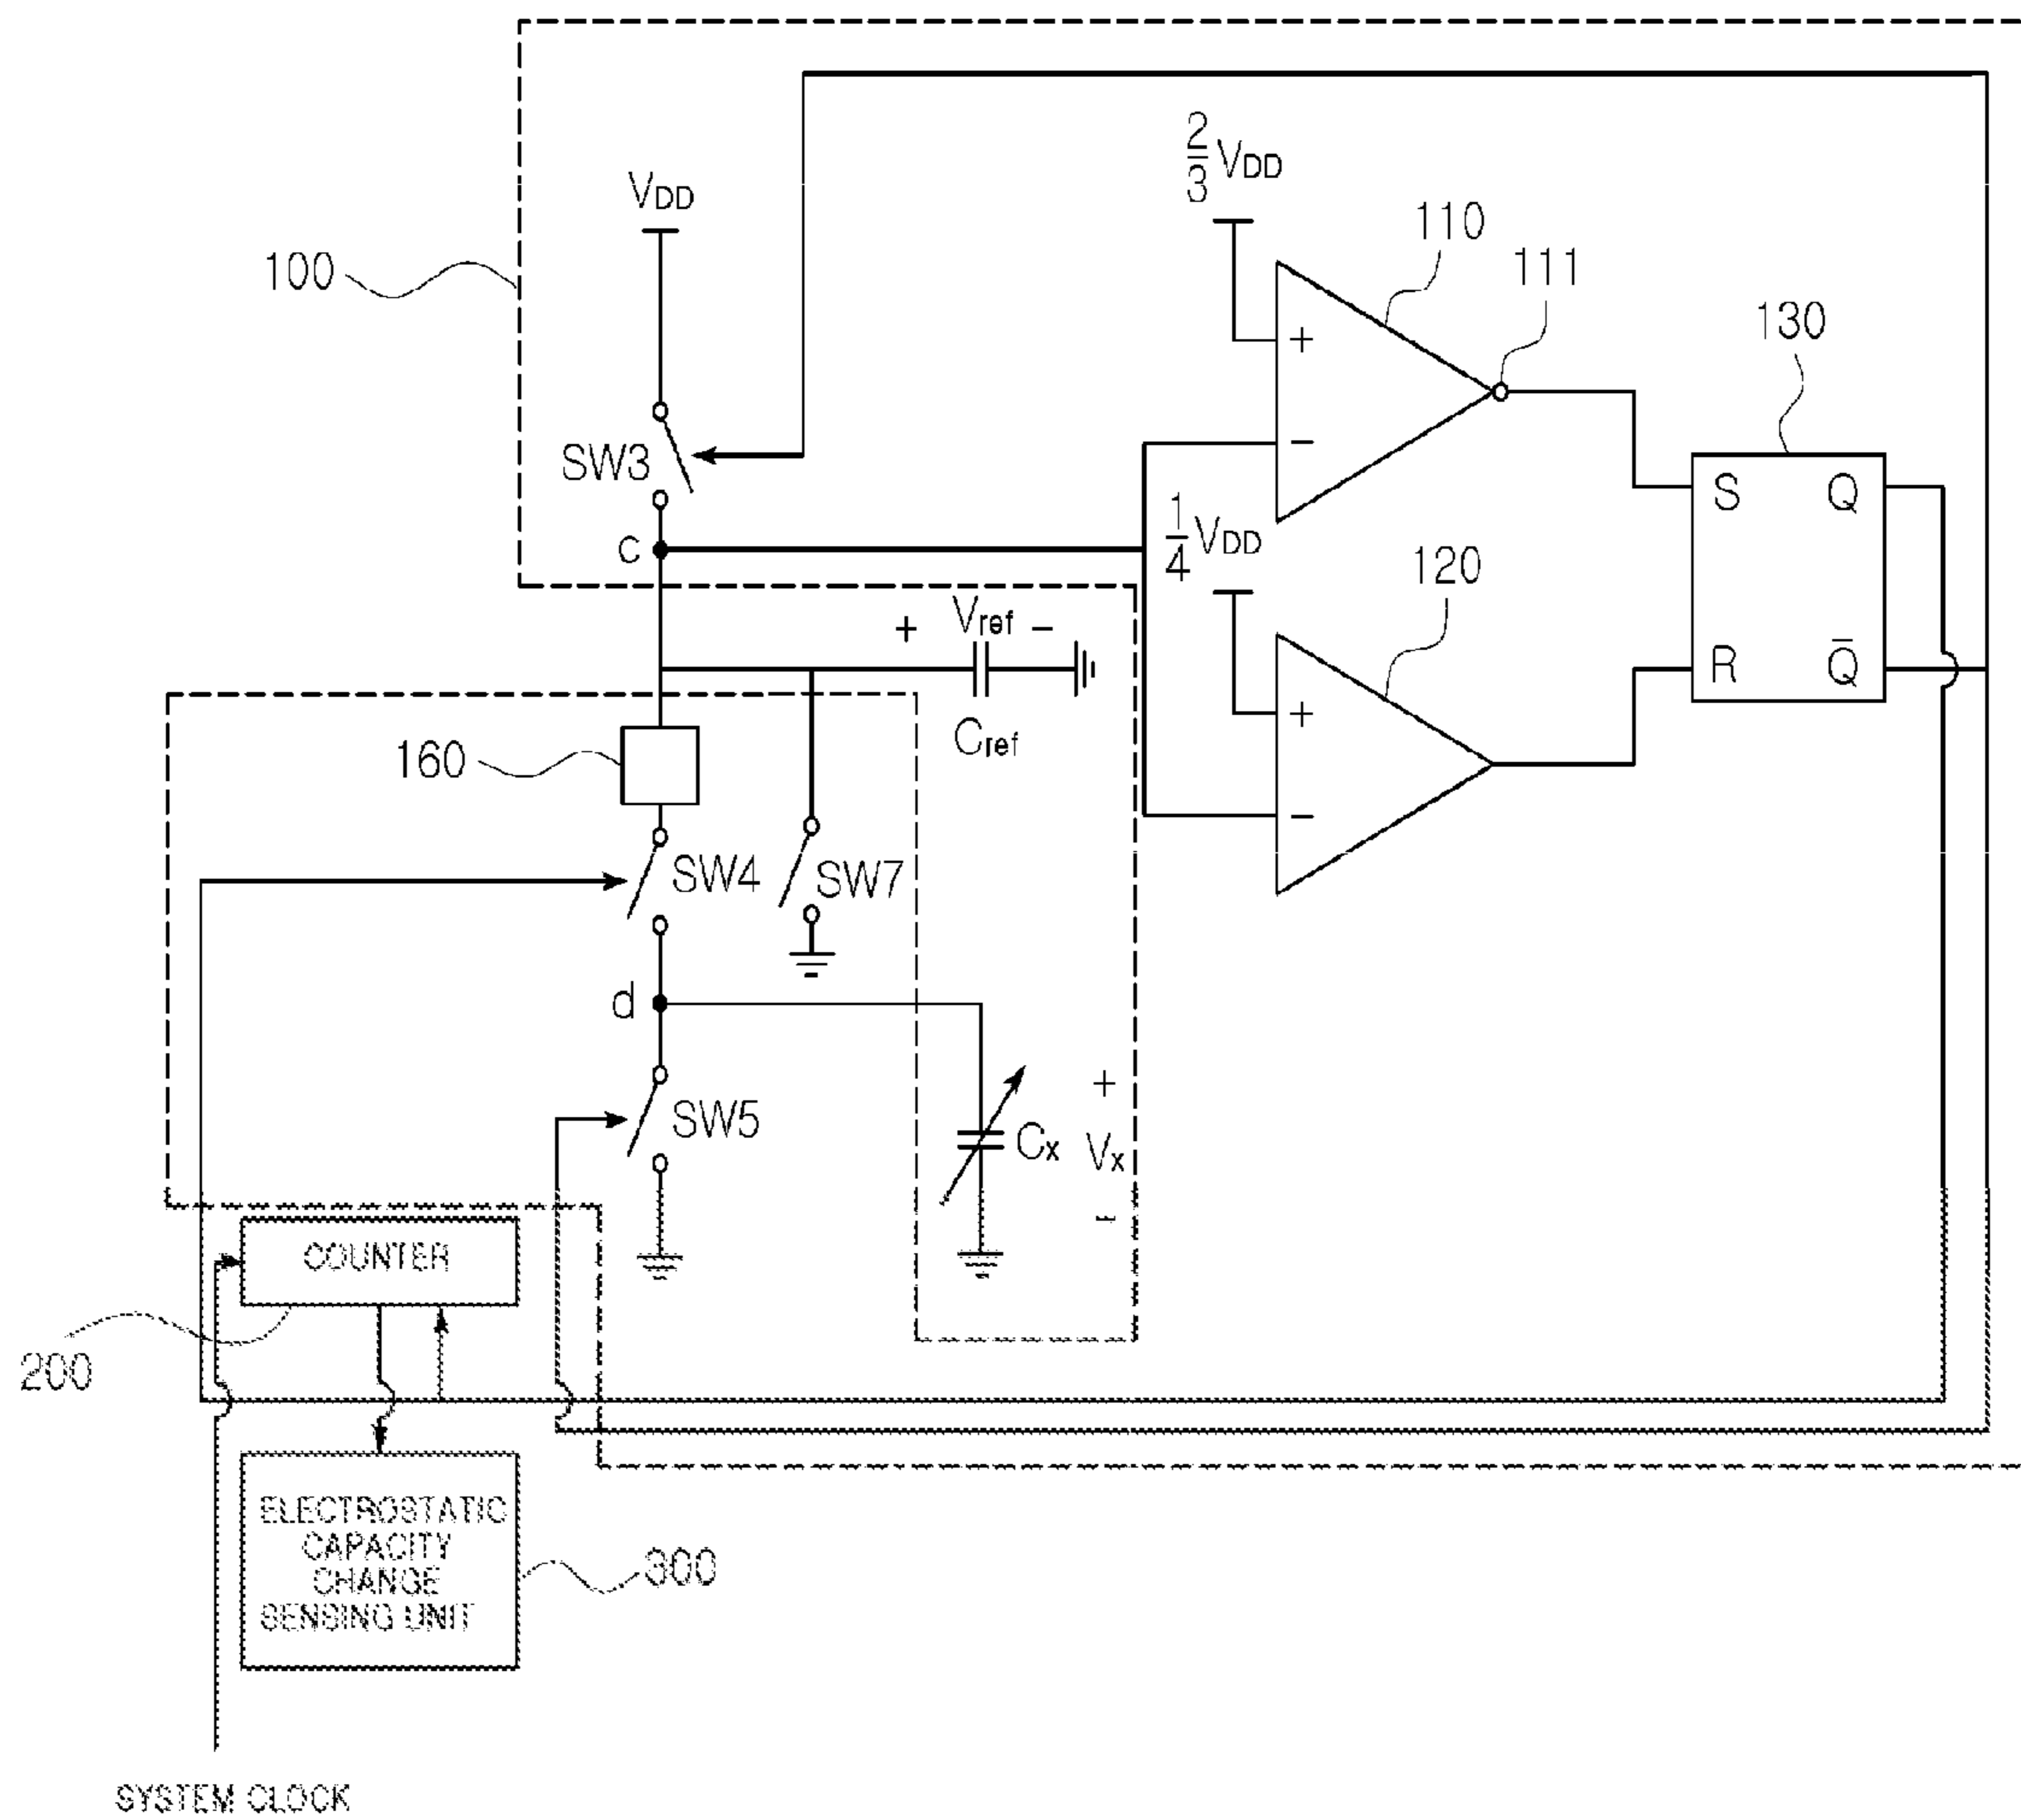 100
VDD
SW3
c
2/3 VDD
110
111
130
+
−
S Q
R Q̄
1/4 VDD
120
+
−
+ Vref −
Cref
160
SW4
SW7
d
SW5
Cx
+
Vx
−
COUNTER
200
ELECTROSTATIC
CAPACITY
CHANGE
SENSING UNIT
300
SYSTEM CLOCK